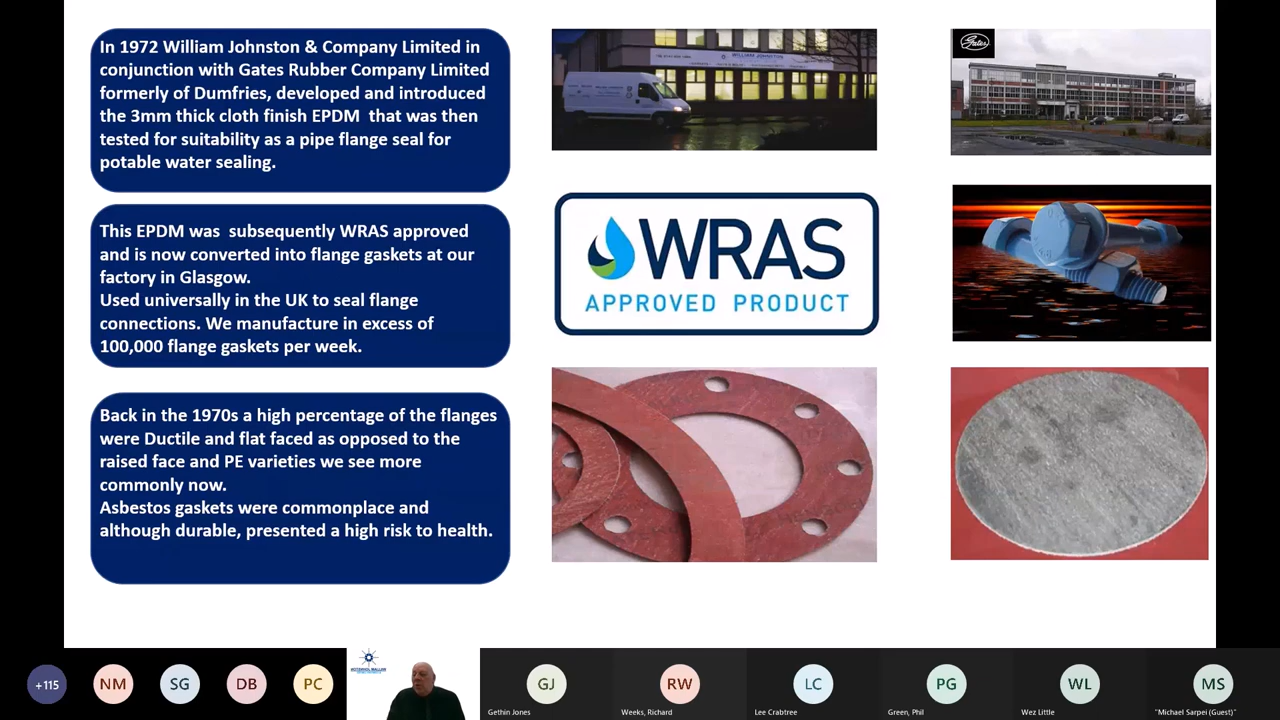 In 1972 William Johnston & Company Limited in
conjunction with Gates Rubber Company Limited
formerly of Dumfries, developed and introduced
the 3mm thick cloth finish EPDM that was then
tested for suitability as a pipe flange seal for
potable water sealing.
This EPDM was subsequently WRAS approved
and is now converted into flange gaskets at our
factory in Glasgow.
Used universally in the UK to seal flange
connections. We manufacture in excess of
100,000 flange gaskets per week.
Back in the 1970s a high percentage of the flanges
were Ductile and flat faced as opposed to the
raised face and PE varieties we see more
commonly now.
Asbestos gaskets were commonplace and
although durable, presented a high risk to health.
WILLIAM JOHNSTON
Gates
WRAS
APPROVED PRODUCT
+115
NM
SG
DB
PC
GJ
Gethin Jones
RW
Weeks, Richard
LC
Lee Crabtree
PG
Green, Phil
WL
Wez Little
MS
"Michael Sarpei (Guest)"